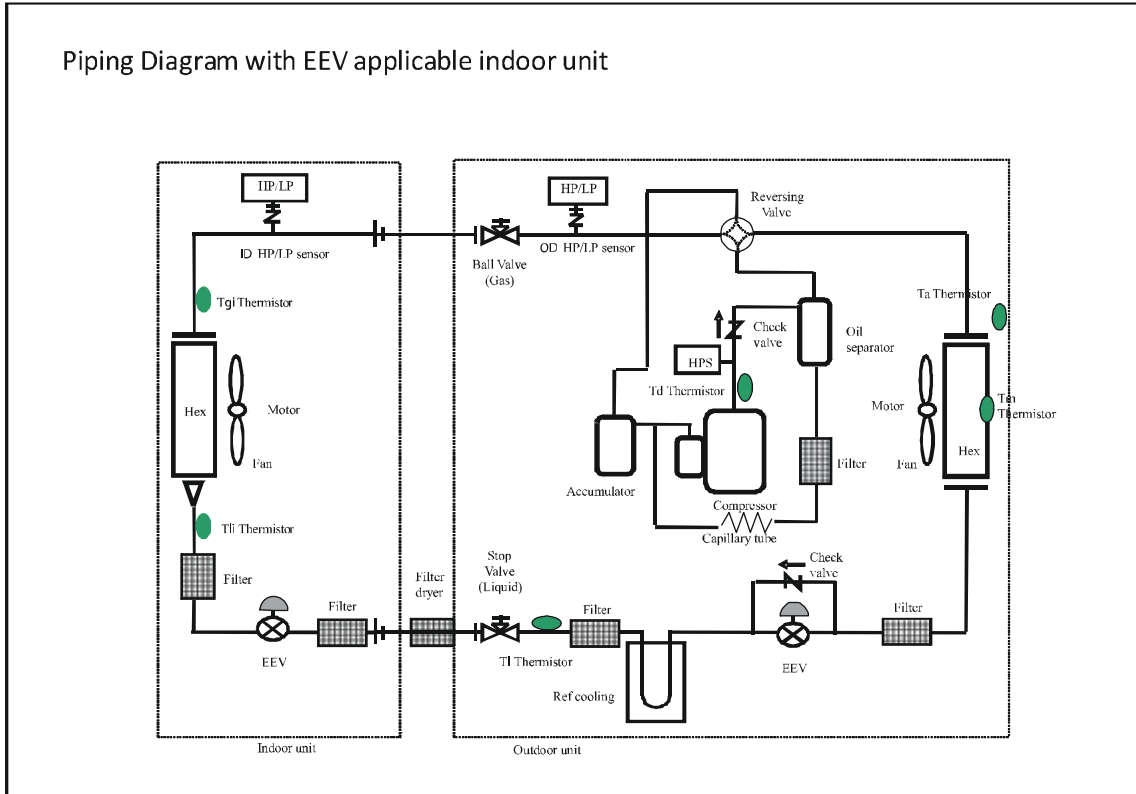 Piping Diagram with EEV applicable indoor unit
HP/LP
ID HP/LP sensor
Tgi Thermistor
Hex
Motor
Fan
Tli Thermistor
Filter
EEV
Filter
Indoor unit
Filter
dryer
HP/LP
OD HP/LP sensor
Ball Valve
(Gas)
Reversing
Valve
Check
valve
Oil
separator
HPS
Td Thermistor
Accumulator
Compressor
Capillary tube
Filter
Ta Thermistor
Motor
Tm
Thermistor
Hex
Fan
Stop
Valve
(Liquid)
Tl Thermistor
Filter
Ref cooling
Check
valve
EEV
Filter
Outdoor unit